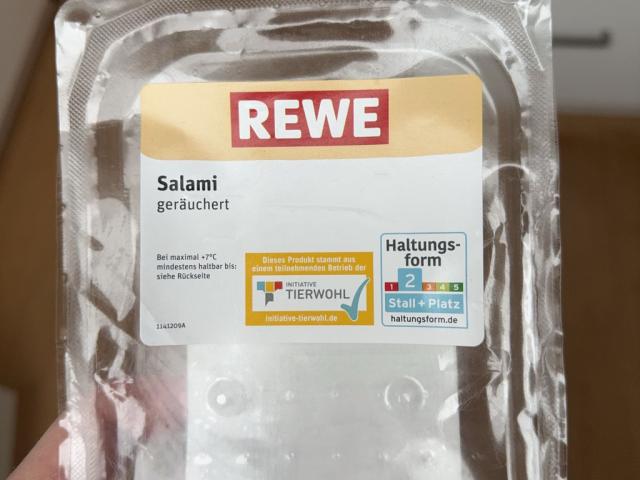 REWE
Salami
geräuchert
Bei maximal +7°C
mindestens haltbar bis:
siehe Rückseite
1141209A
Dieses Produkt stammt aus
einem teilnehmenden Betrieb der
INITIATIVE
TIERWOHL
initiative-tierwohl.de
Haltungs-
form
1 2 3 4 5
Stall + Platz
haltungsform.de